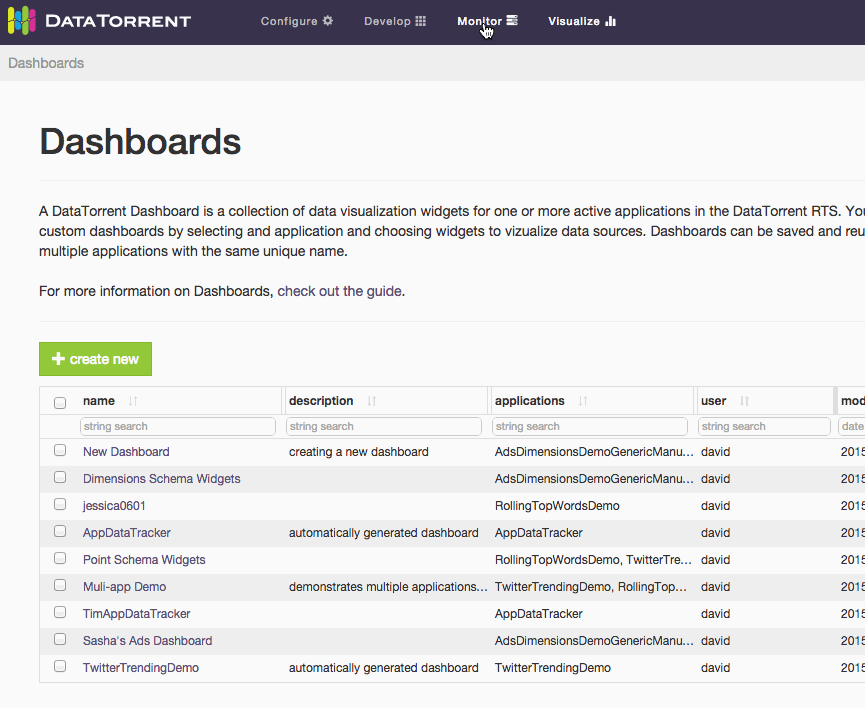 DATATORRENT Configure Develop Monitor Visualize
Dashboards
Dashboards
A DataTorrent Dashboard is a collection of data visualization widgets for one or more active applications in the DataTorrent RTS. You
custom dashboards by selecting and application and choosing widgets to vizualize data sources. Dashboards can be saved and reu
multiple applications with the same unique name.
For more information on Dashboards, check out the guide.
create new
name description applications user mod
string search string search string search string search date
New Dashboard creating a new dashboard AdsDimensionsDemoGenericManu... david 2015
Dimensions Schema Widgets AdsDimensionsDemoGenericManu... david 2015
jessica0601 RollingTopWordsDemo david 2015
AppDataTracker automatically generated dashboard AppDataTracker david 2015
Point Schema Widgets RollingTopWordsDemo, TwitterTre... david 2015
Muli-app Demo demonstrates multiple applications... TwitterTrendingDemo, RollingTop... david 2015
TimAppDataTracker AppDataTracker david 2015
Sasha's Ads Dashboard AdsDimensionsDemoGenericManu... david 2015
TwitterTrendingDemo automatically generated dashboard TwitterTrendingDemo david 2015